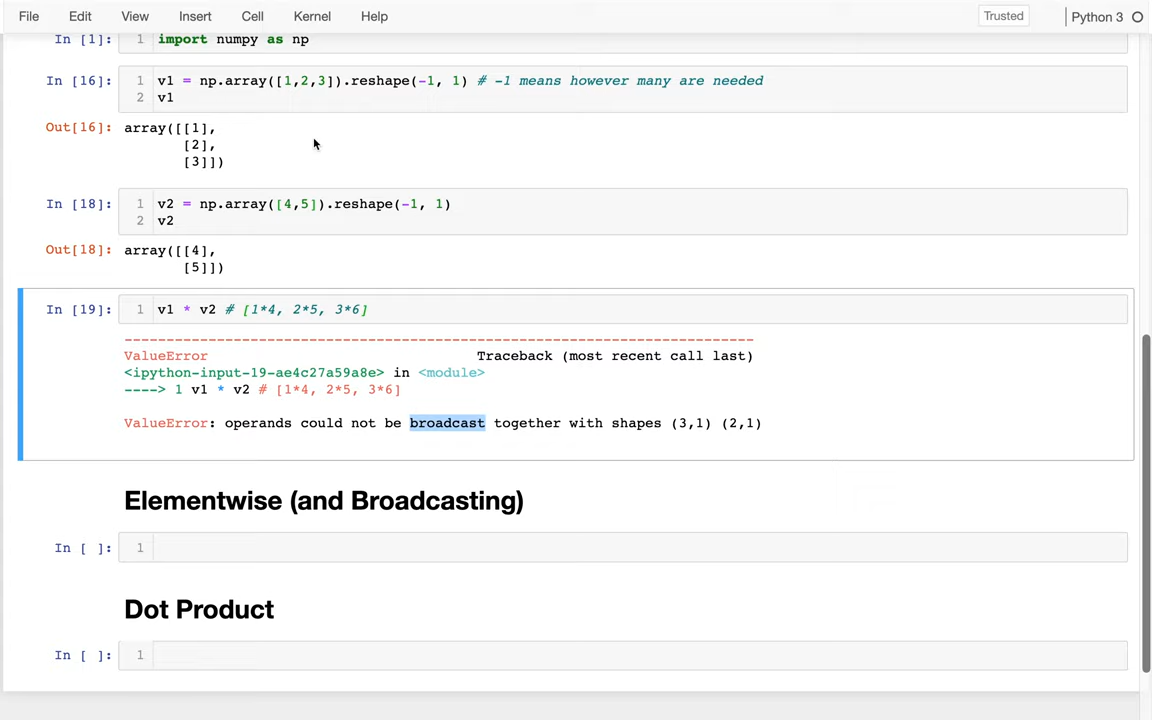 File Edit View Insert Cell Kernel Help Trusted Python 3
In [1]: 1 import numpy as np
In [16]: 1 v1 = np.array([1,2,3]).reshape(-1, 1) # -1 means however many are needed
2 v1
Out[16]: array([[1],
[2],
[3]])
In [18]: 1 v2 = np.array([4,5]).reshape(-1, 1)
2 v2
Out[18]: array([[4],
[5]])
In [19]: 1 v1 * v2 # [1*4, 2*5, 3*6]
---------------------------------------------------------------------------
ValueError Traceback (most recent call last)
<ipython-input-19-ae4c27a59a8e> in <module>
----> 1 v1 * v2 # [1*4, 2*5, 3*6]
ValueError: operands could not be broadcast together with shapes (3,1) (2,1)
Elementwise (and Broadcasting)
In [ ]: 1
Dot Product
In [ ]: 1